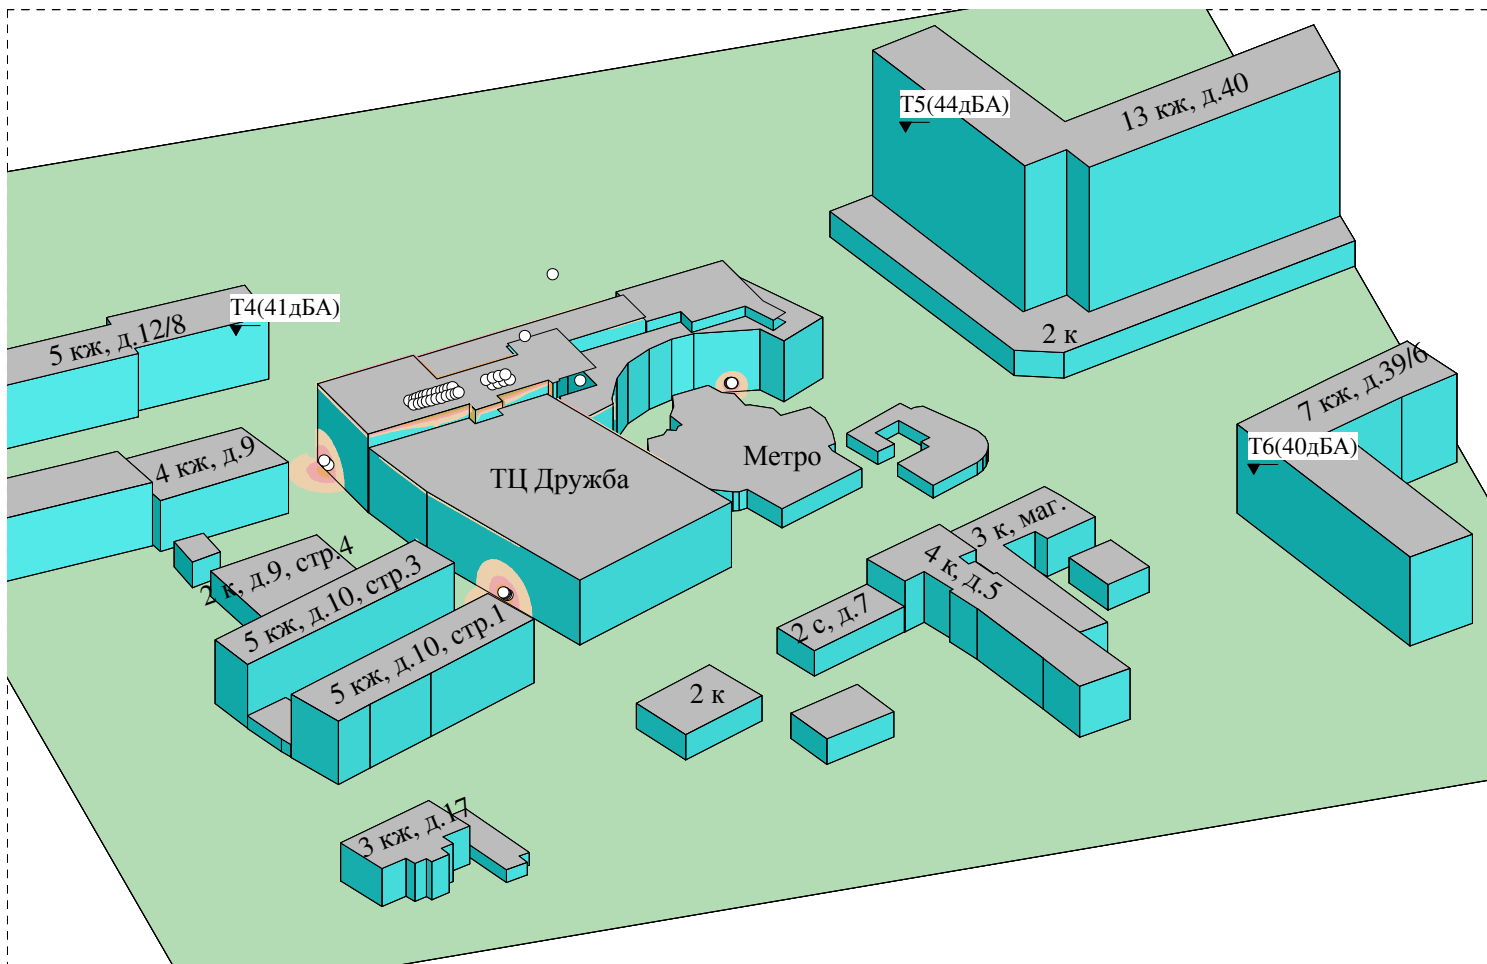 Т5(44дБА)
13 кж, д.40
Т4(41дБА)
5 кж, д.12/8
2 к
7 кж, д.39/6
Т6(40дБА)
4 кж, д.9
ТЦ Дружба
Метро
3 к, маг.
2 к, д.9, стр.4
4 к, д.5
5 кж, д.10, стр.3
2 с, д.7
5 кж, д.10, стр.1
2 к
3 кж, д.17